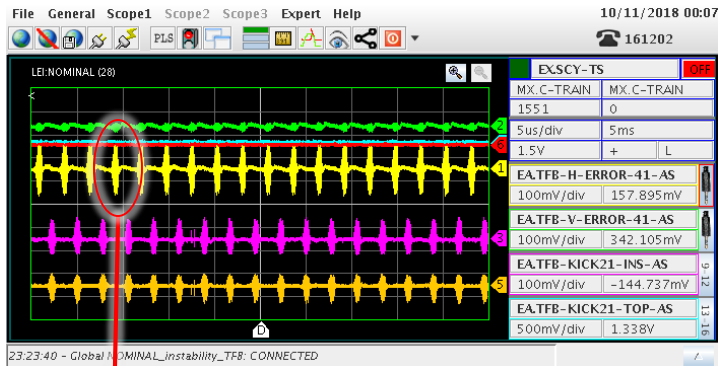 File General Scope1 Scope2 Scope3 Expert Help 10/11/2018 00:07
PLS 161202
LEI:NOMINAL (28)
EX.SCY-TS OFF
MX.C-TRAIN MX.C-TRAIN
1551 0
5us/div 5ms
1.5V + L
EA.TFB-H-ERROR-41-AS
100mV/div 157.895mV
EA.TFB-V-ERROR-41-AS
100mV/div 342.105mV
EA.TFB-KICK21-INS-AS
100mV/div -144.737mV
9-12
EA.TFB-KICK21-TOP-AS
500mV/div 1.338V
13-16
2
6
1
3
5
D
23:23:40 - Global NOMINAL_instability_TFB: CONNECTED